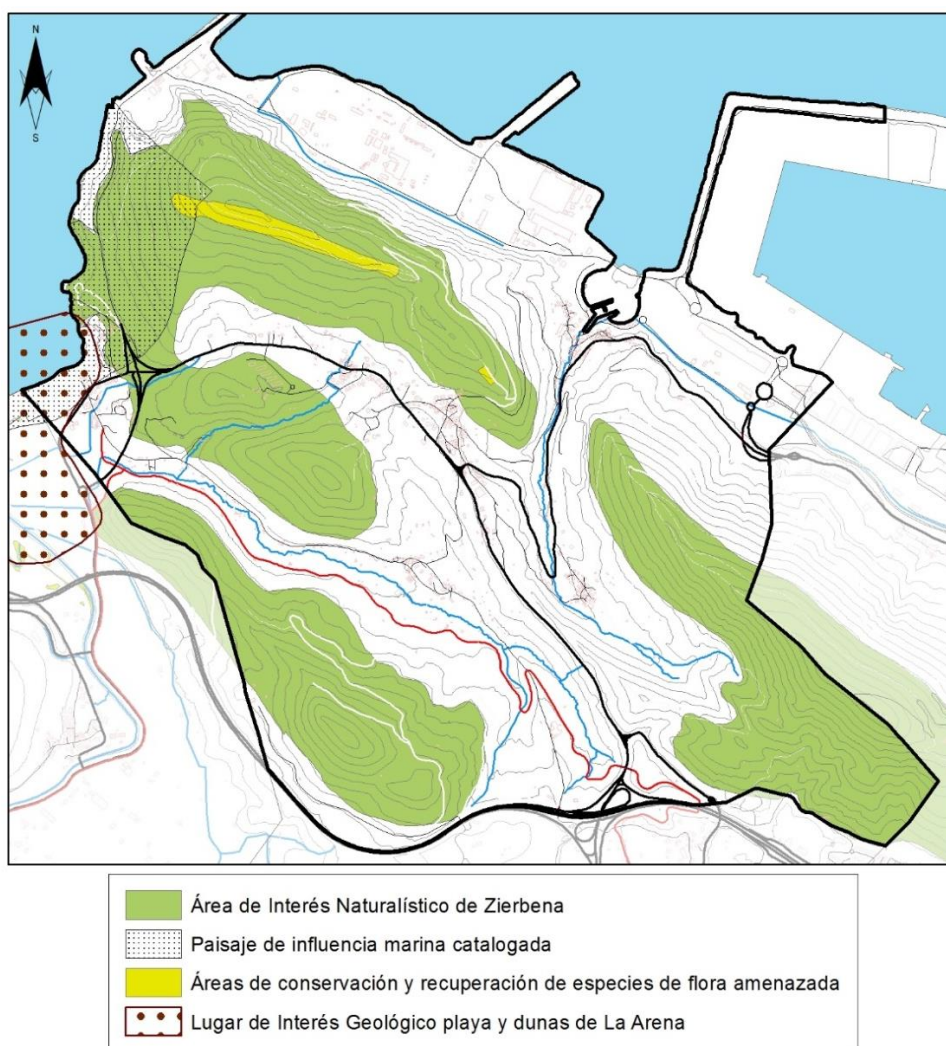 N
S
Área de Interés Naturalístico de Zierbena
Paisaje de influencia marina catalogada
Áreas de conservación y recuperación de especies de flora amenazada
Lugar de Interés Geológico playa y dunas de La Arena